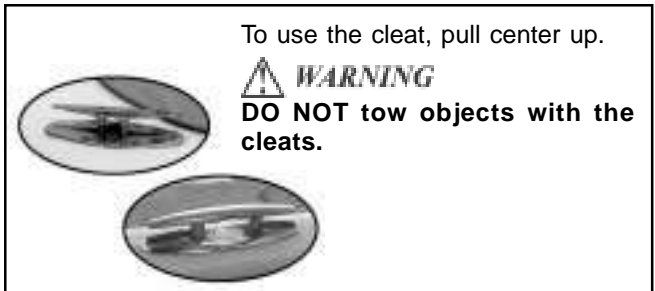 To use the cleat, pull center up.
WARNING
DO NOT tow objects with the
cleats.